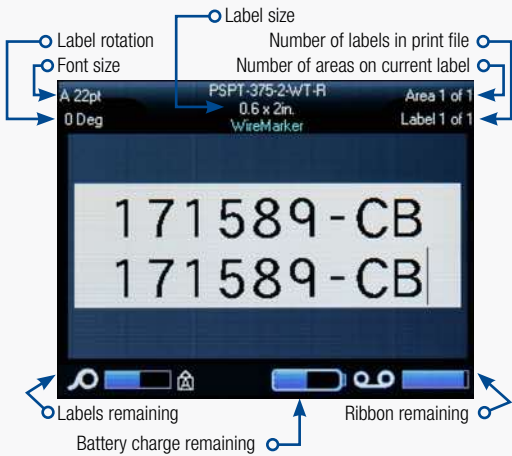 Label size
Label rotation
Number of labels in print file
Font size
Number of areas on current label
A 22pt
PSPT-375-2-WT-R
Area 1 of 1
0.6 x 2in.
0 Deg
WireMarker
Label 1 of 1
171589-CB
171589-CB
A
Labels remaining
Ribbon remaining
Battery charge remaining